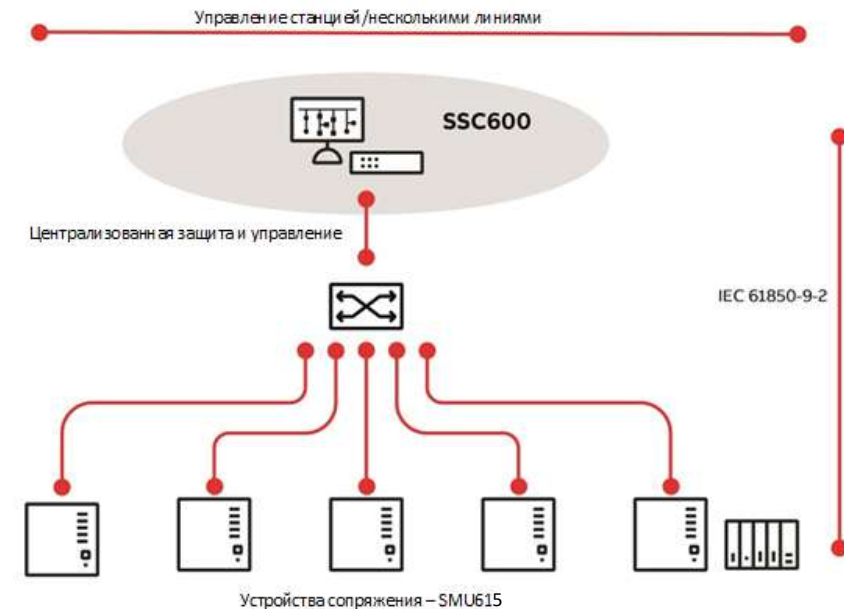 Управление станцией/несколькими линиями
SSC600
Централизованная защита и управление
IEC 61850-9-2
Устройства сопряжения – SMU615